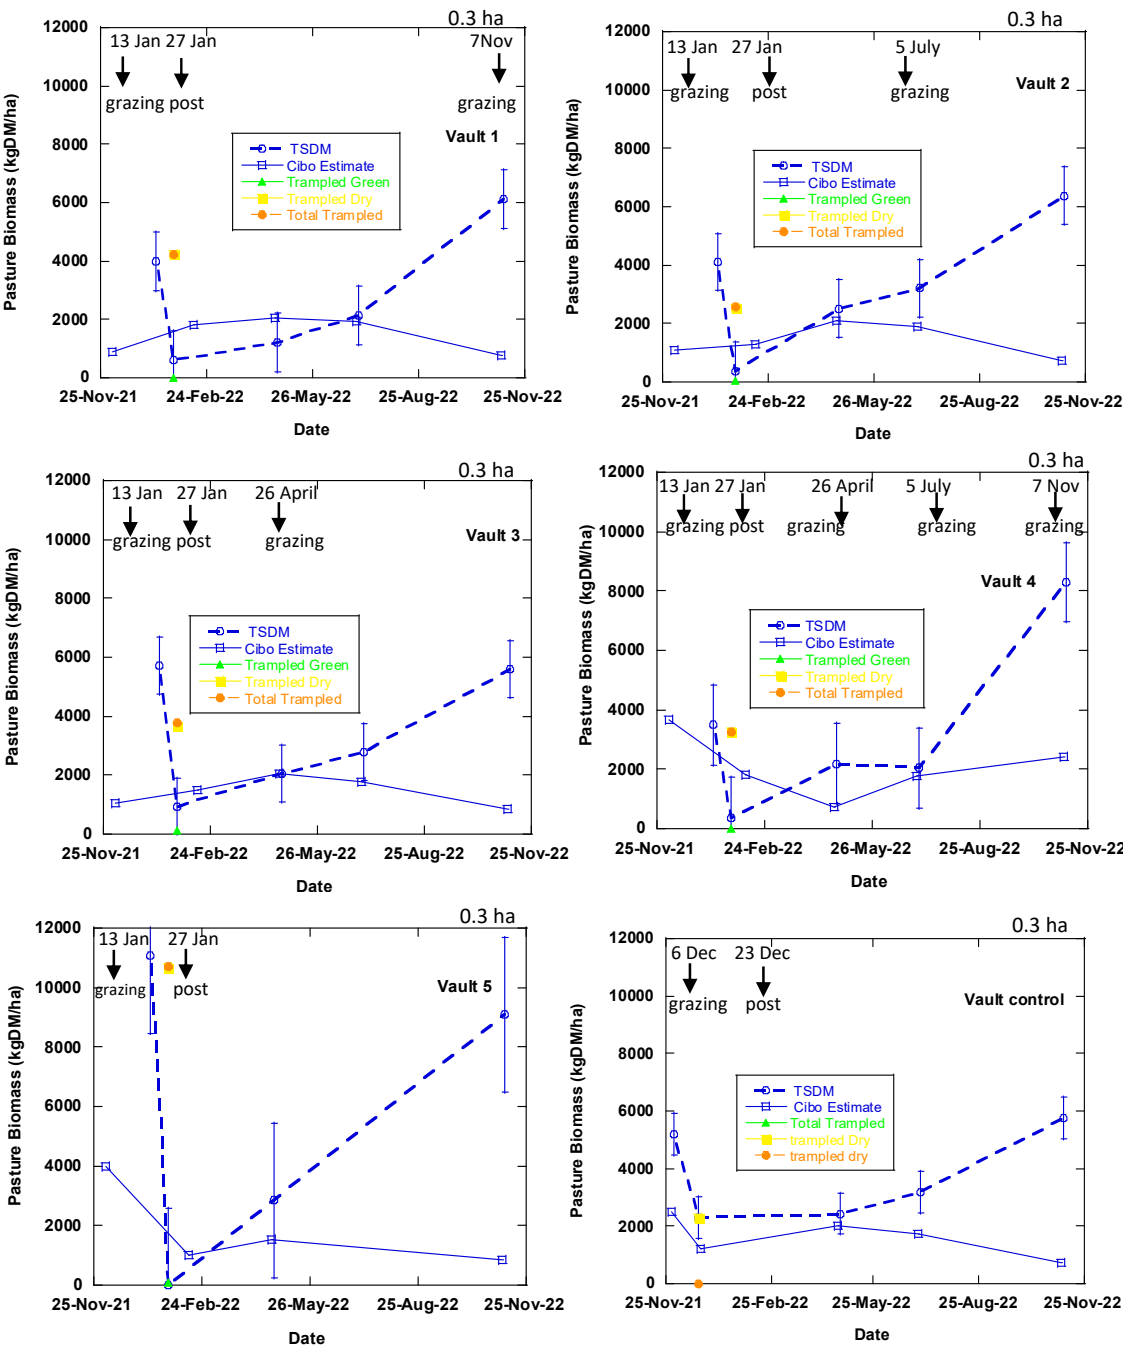 0.3 ha
12000
13 Jan 27 Jan
7Nov
10000
grazing post
grazing
Vault 1
8000
TSDM
Cibo Estimate
Trampled Green
Trampled Dry
Total Trampled
6000
4000
2000
0
Pasture Biomass (kgDM/ha)
25-Nov-21 24-Feb-22 26-May-22 25-Aug-22 25-Nov-22
Date
0.3 ha
12000
13 Jan 27 Jan 5 July
10000
grazing post grazing
Vault 2
8000
TSDM
Cibo Estimate
Trampled Green
Trampled Dry
Total Trampled
6000
4000
2000
0
Pasture Biomass (kgDM/ha)
25-Nov-21 24-Feb-22 26-May-22 25-Aug-22 25-Nov-22
Date
0.3 ha
12000
13 Jan 27 Jan 26 April
10000
grazing post grazing
Vault 3
8000
TSDM
Cibo Estimate
Trampled Green
Trampled Dry
Total Trampled
6000
4000
2000
0
Pasture Biomass (kgDM/ha)
25-Nov-21 24-Feb-22 26-May-22 25-Aug-22 25-Nov-22
Date
0.3 ha
12000
13 Jan 27 Jan 26 April 5 July 7 Nov
10000
grazing post grazing grazing grazing
Vault 4
8000
TSDM
Cibo Estimate
Trampled Green
Trampled Dry
Total Trampled
6000
4000
2000
0
Pasture Biomass (kgDM/ha)
25-Nov-21 24-Feb-22 26-May-22 25-Aug-22 25-Nov-22
Date
0.3 ha
12000
13 Jan 27 Jan
10000
grazing post
Vault 5
8000
6000
4000
2000
0
Pasture Biomass (kgDM/ha)
25-Nov-21 24-Feb-22 26-May-22 25-Aug-22 25-Nov-22
Date
0.3 ha
12000
6 Dec 23 Dec
10000
grazing post
Vault control
8000
TSDM
Cibo Estimate
Total Trampled
trampled Dry
trampled dry
6000
4000
2000
0
Pasture Biomass (kgDM/ha)
25-Nov-21 25-Feb-22 25-May-22 25-Aug-22 25-Nov-22
Date